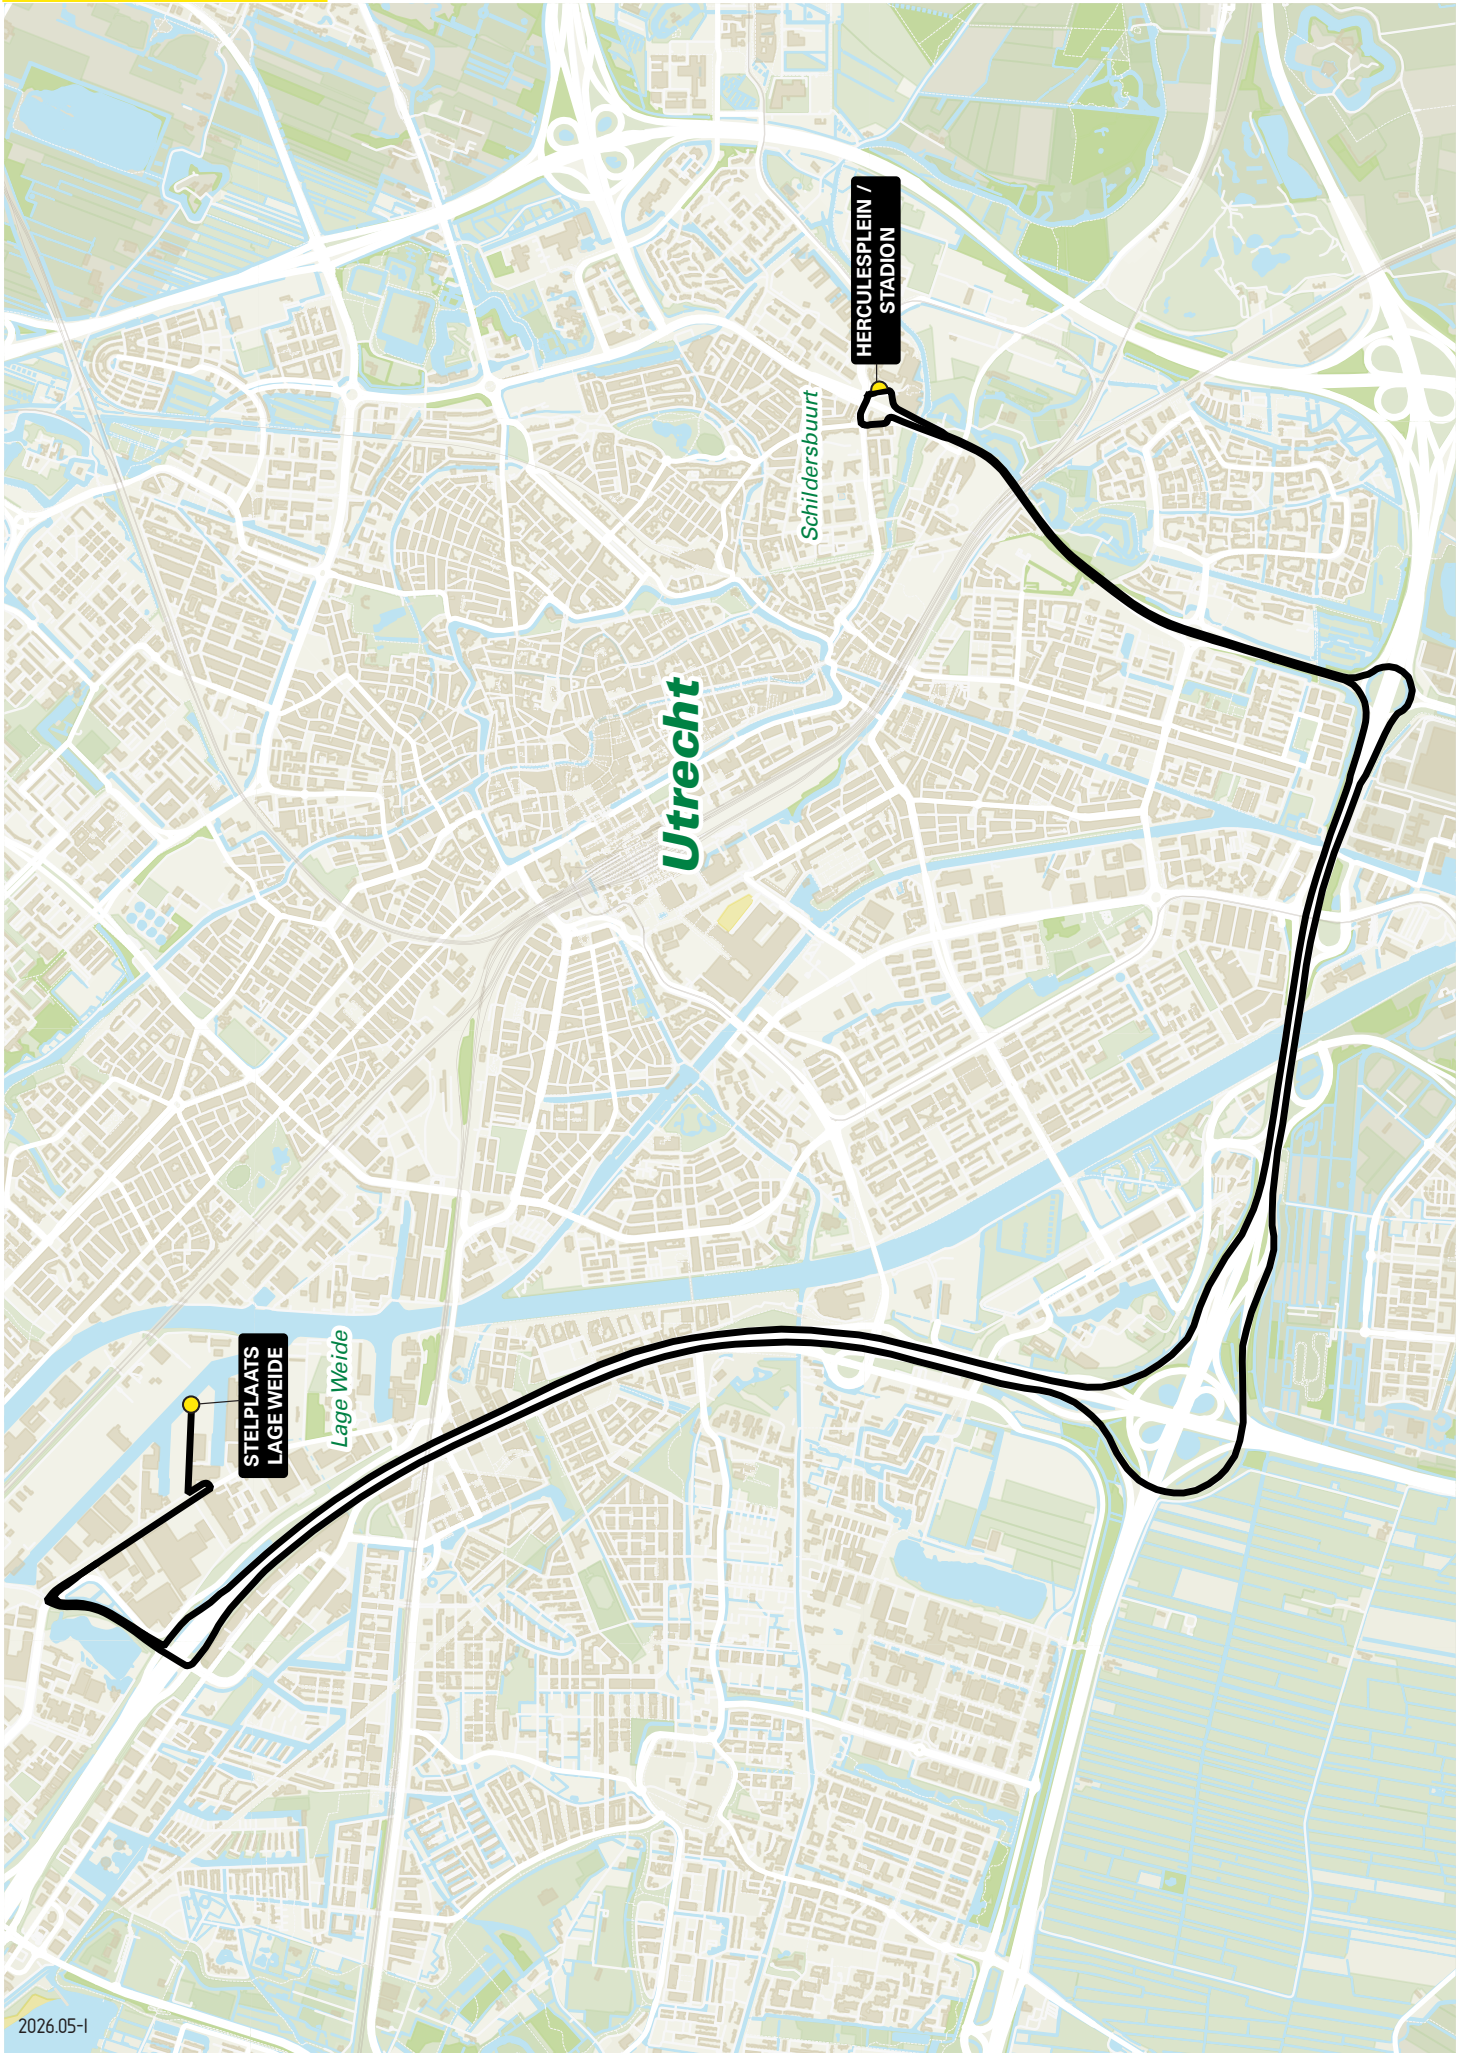 HERCULESPLEIN /
STADION
Schildersbuurt
Utrecht
STELPLAATS
LAGE WEIDE
Lage Weide
2026.05-I